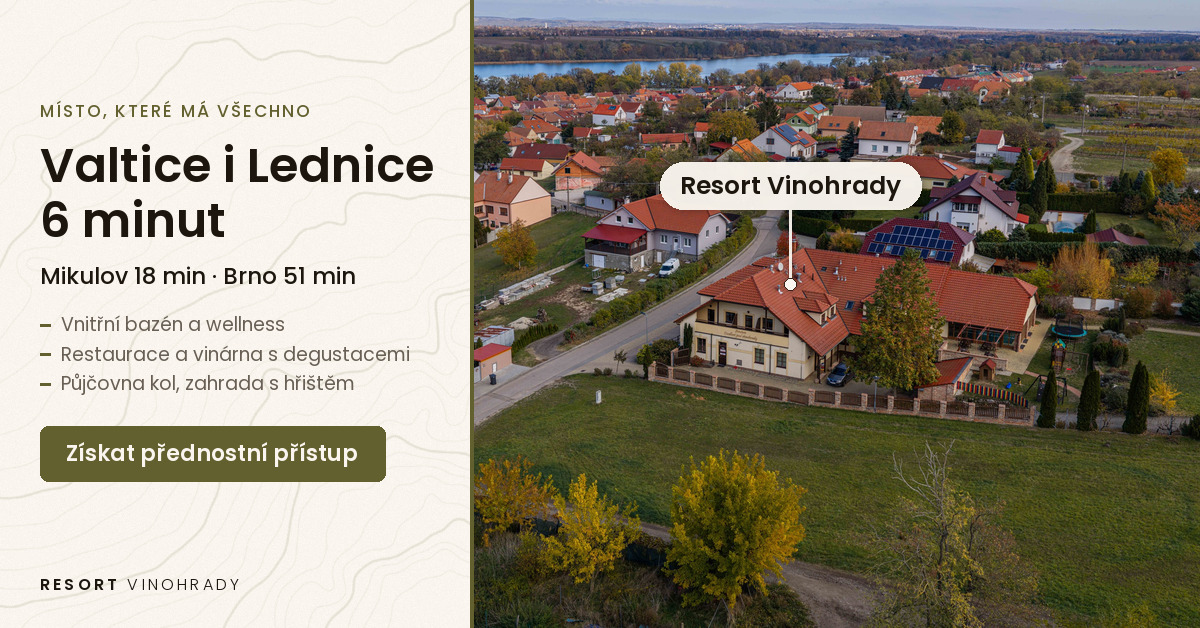 MÍSTO, KTERÉ MÁ VŠECHNO
Valtice i Lednice
6 minut
Mikulov 18 min · Brno 51 min
– Vnitřní bazén a wellness
– Restaurace a vinárna s degustacemi
– Půjčovna kol, zahrada s hřištěm
Získat přednostní přístup
RESORT VINOHRADY
Resort Vinohrady